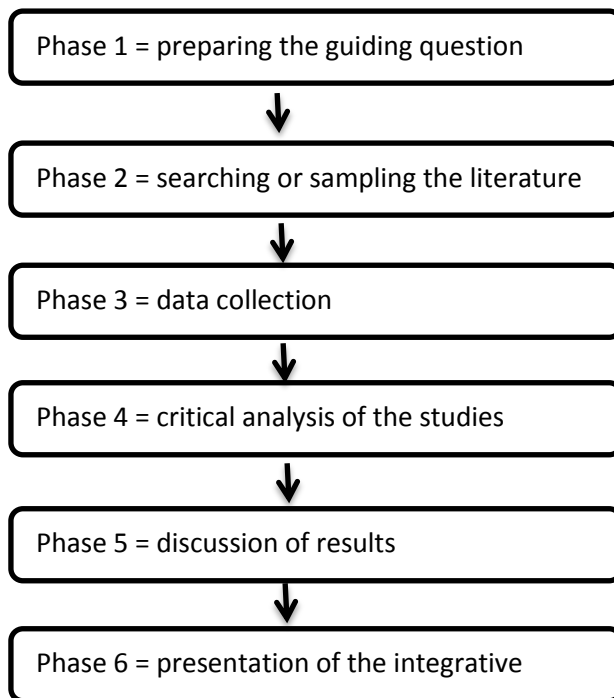 Phase 1 = preparing the guiding question
Phase 2 = searching or sampling the literature
Phase 3 = data collection
Phase 4 = critical analysis of the studies
Phase 5 = discussion of results
Phase 6 = presentation of the integrative